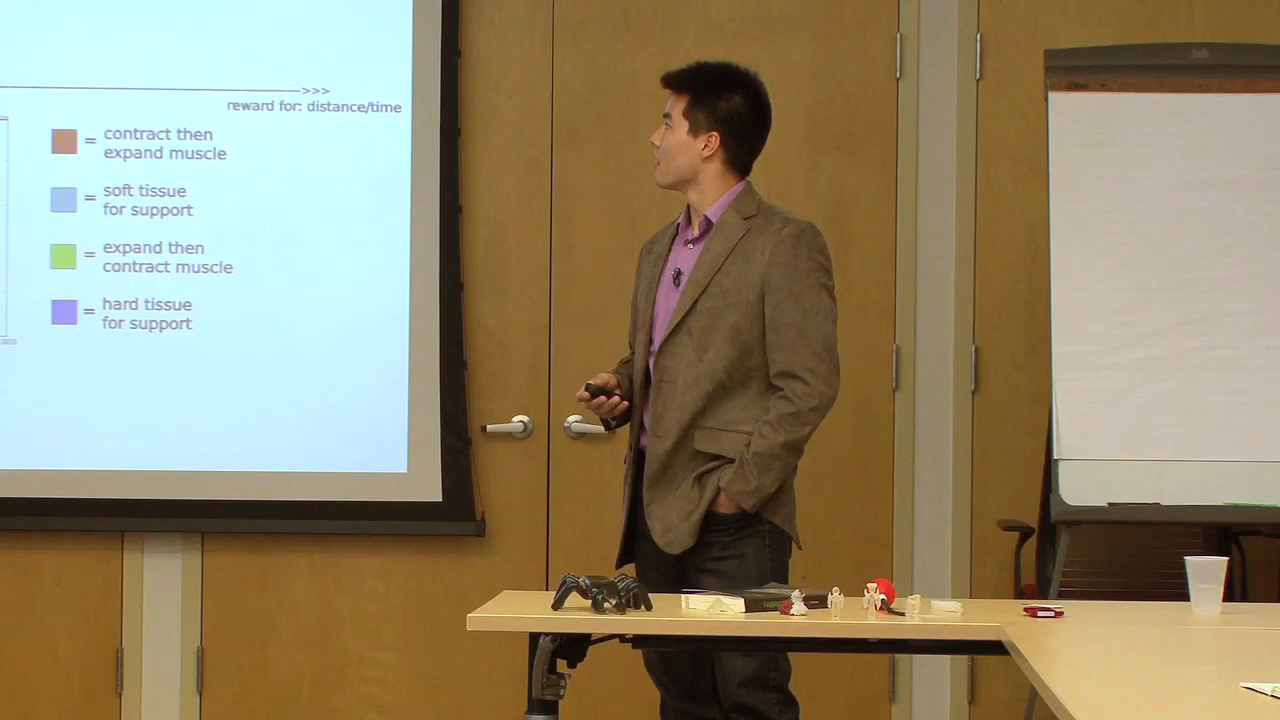 >>>
reward for: distance/time
= contract then
expand muscle
= soft tissue
for support
= expand then
contract muscle
= hard tissue
for support